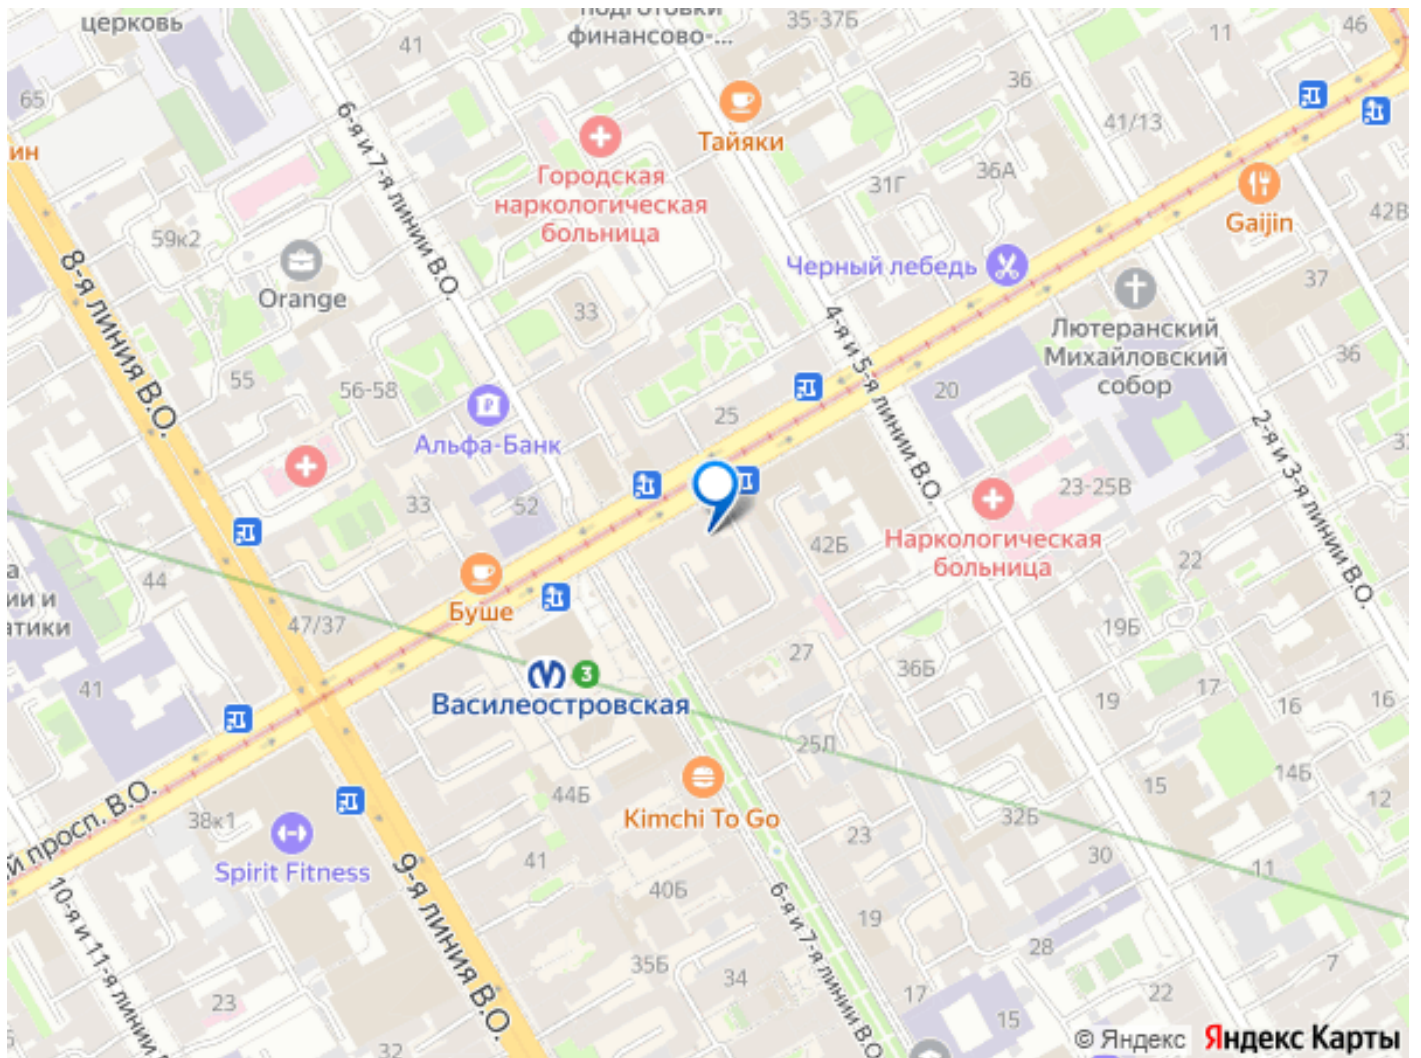 церковь
подготовки
финансово-...
41
35-37Б
11
46
65
ин
6-я и 7-я линии В.О.
Тайяки
36
41/13
Городская
наркологическая
больница
31Г
36А
Gaijin
42В
59к2
8-я линия В.О.
Orange
Черный лебедь
37
33
4-я и 5-я линии В.О.
Лютеранский
Михайловский
собор
36
55
56-58
25
20
Альфа-Банк
2-я и 3-я линии В.О.
33
52
23-25В
42Б
Наркологическая
больница
22
44
ии и
атики
Буше
47/37
19Б
27
36Б
41
Василеостровская
3
19
17
16
16
25Л
15
14Б
12
й просп. В.О.
38к1
44Б
Kimchi To Go
32Б
23
Spirit Fitness
41
30
11
10-я и 11-я линии
9-я линия В.О.
40Б
6-я и 7-я линии В.О.
19
28
7
35Б
34
23
17
22
15
32
© Яндекс Яндекс Карты